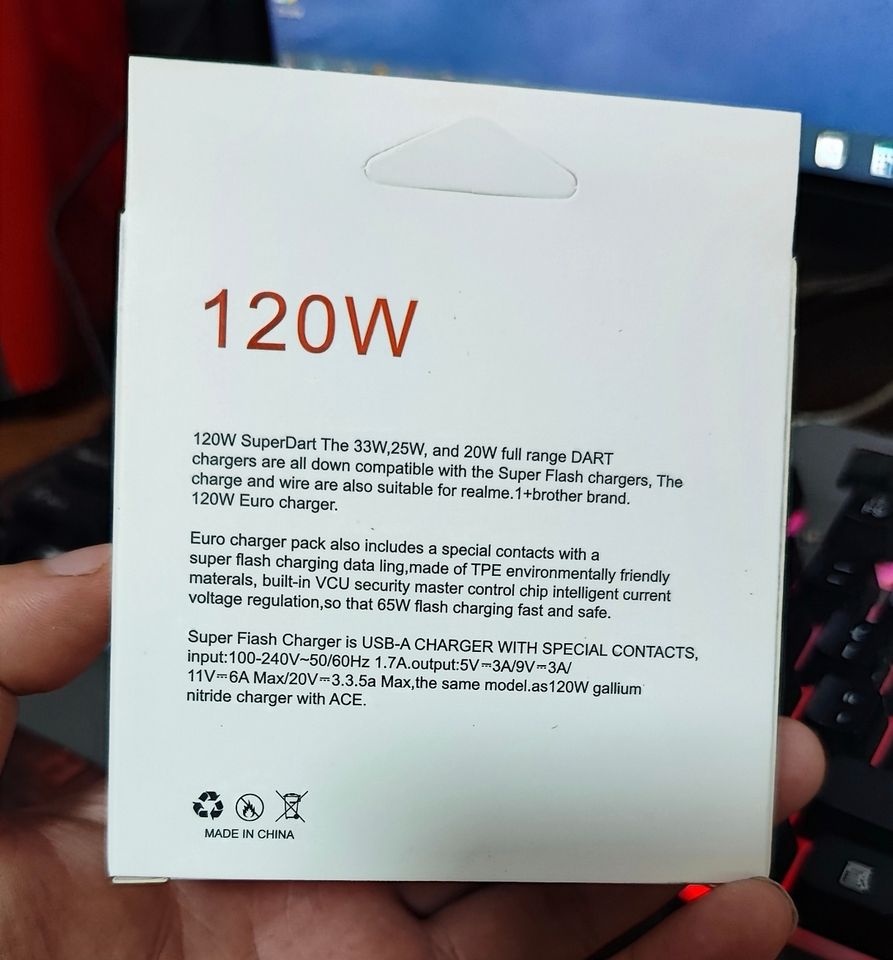 120W
120W SuperDart The 33W,25W, and 20W full range DART
chargers are all down compatible with the Super Flash chargers, The
charge and wire are also suitable for realme.1+brother brand.
120W Euro charger.
Euro charger pack also includes a special contacts with a
super flash charging data ling,made of TPE environmentally friendly
materals, built-in VCU security master control chip intelligent current
voltage regulation,so that 65W flash charging fast and safe.
Super Flash Charger is USB-A CHARGER WITH SPECIAL CONTACTS,
input:100-240V~50/60Hz 1.7A.output:5V⎓3A/9V⎓3A/
11V⎓6A Max/20V⎓3.3.5a Max,the same model.as120W gallium
nitride charger with ACE.
MADE IN CHINA